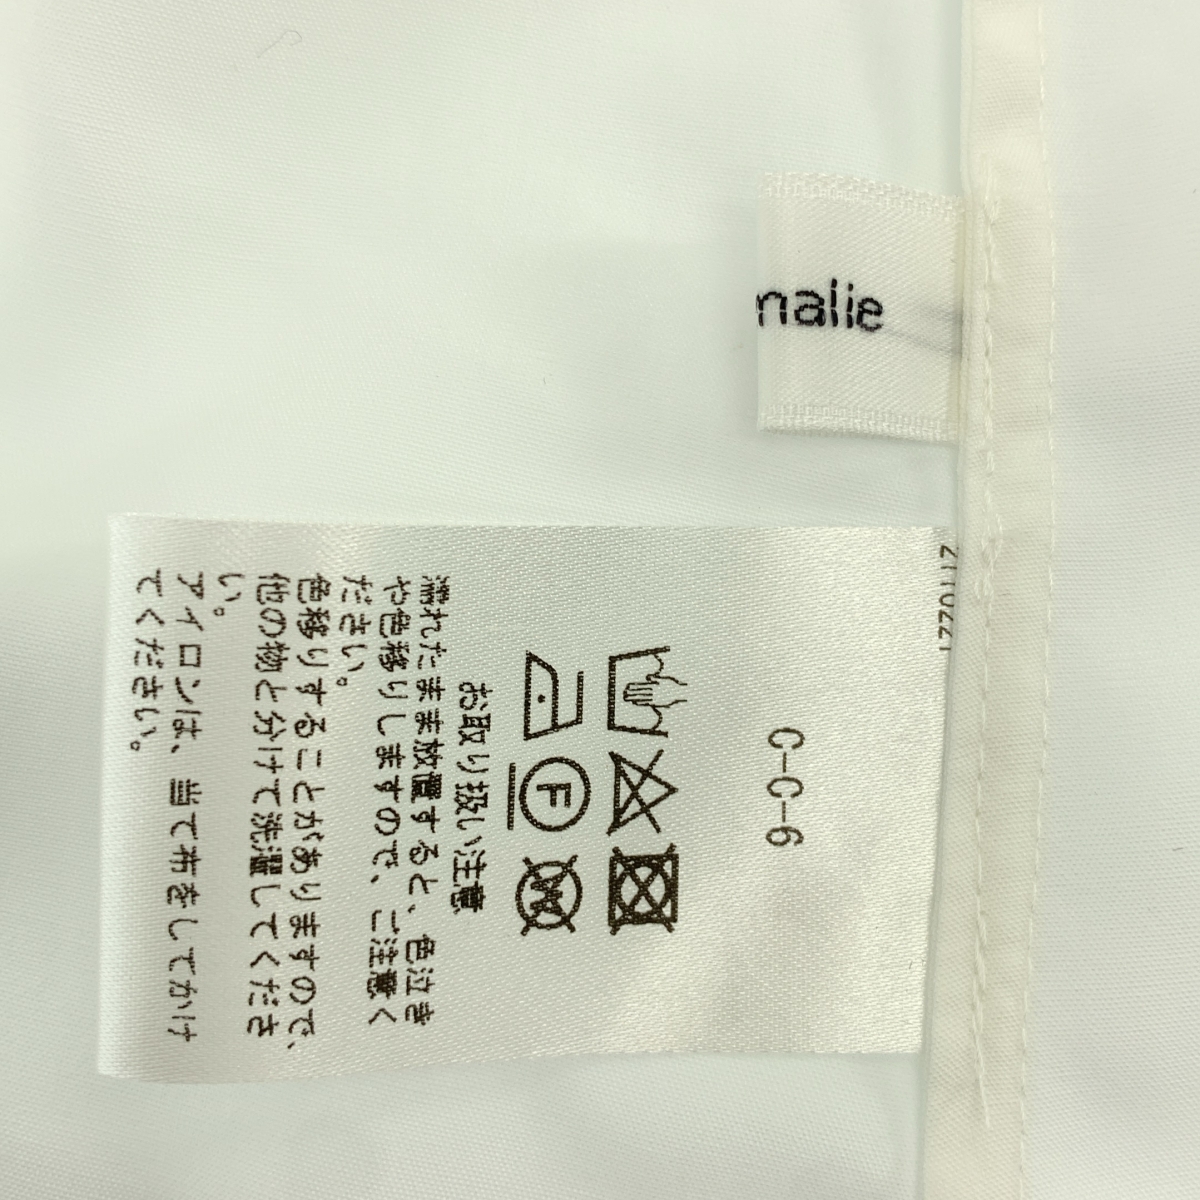 nalie
C-C-6
F W
お取り扱い注意
濡れたまま放置すると、色泣き
や色移りしますので、ご注意く
ださい。
色移りすることがありますので、
他の物と分けて洗濯してくださ
い。
アイロンは、当て布をしてかけ
てください。